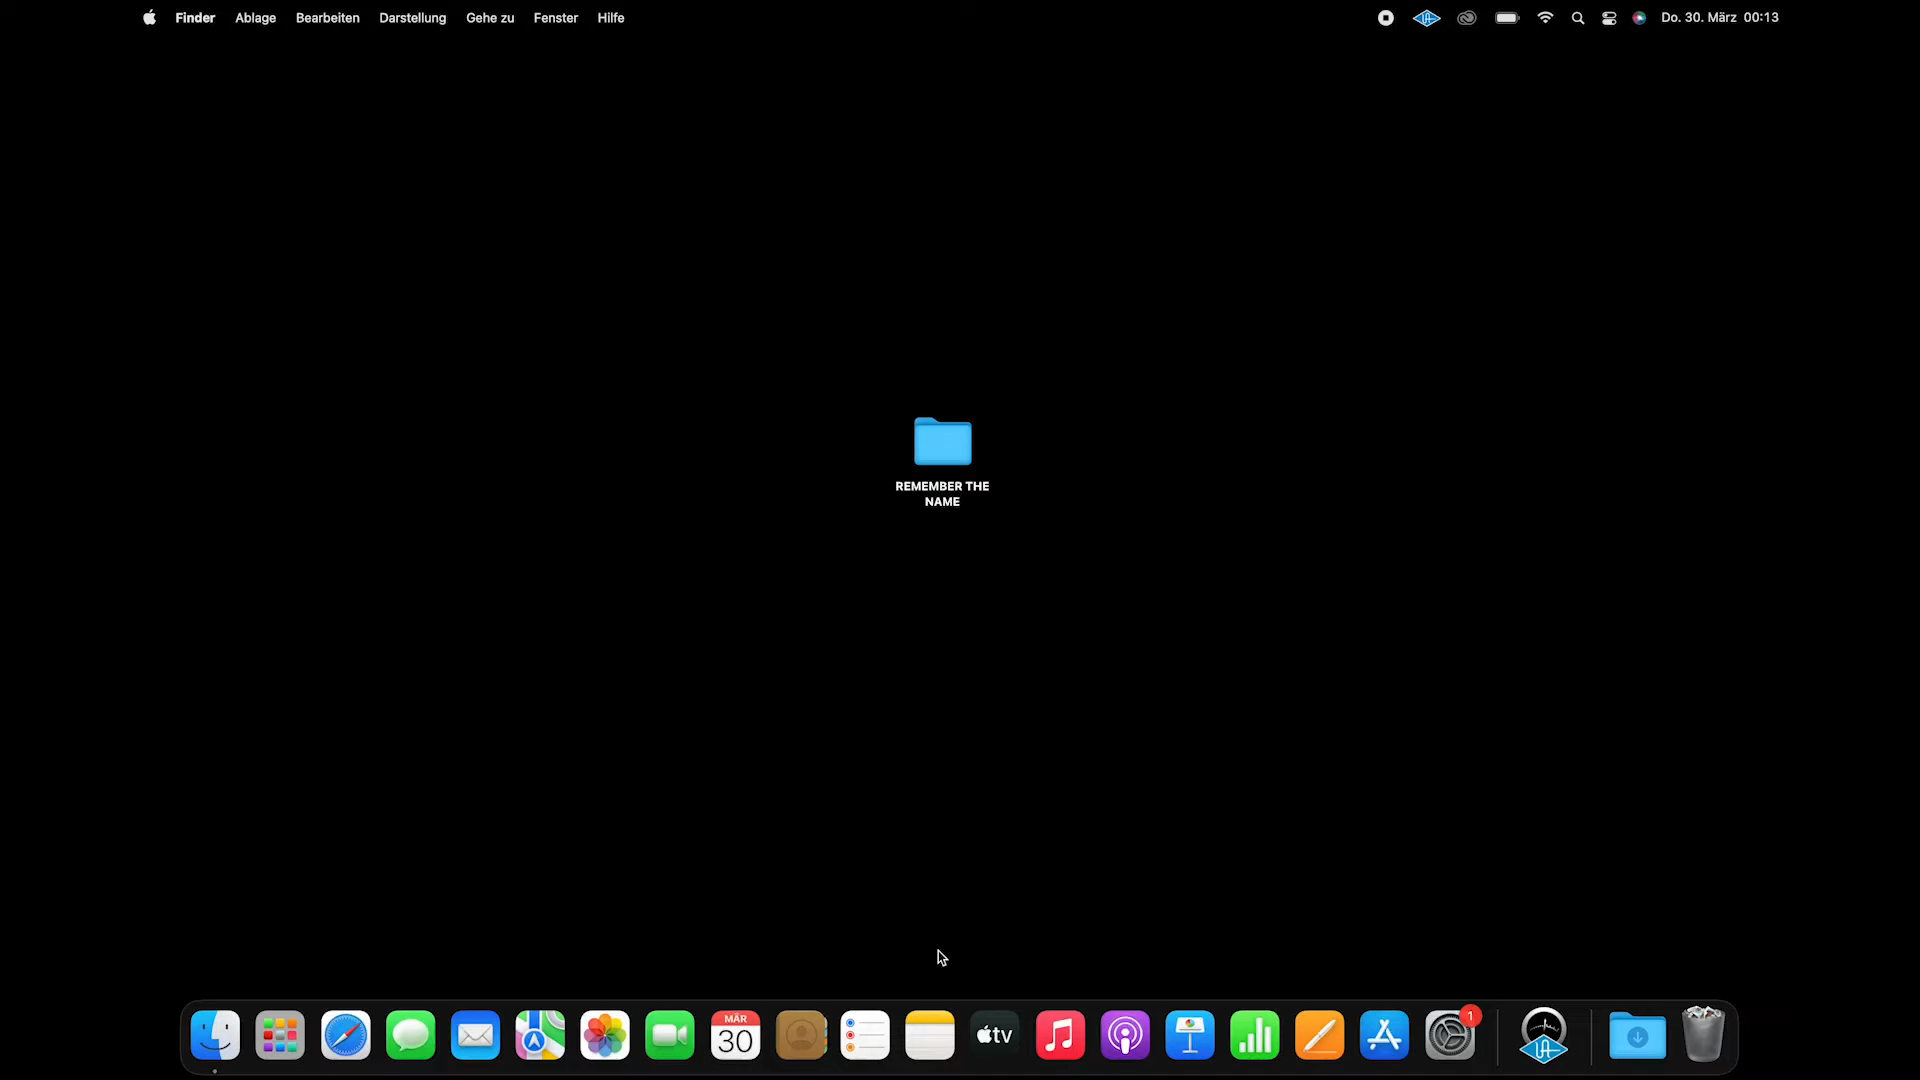 Finder Ablage Bearbeiten Darstellung Gehe zu Fenster Hilfe Do. 30. März 00:13
REMEMBER THE
NAME
MÄR
30
tv
1